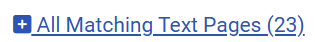 All Matching Text Pages (23)